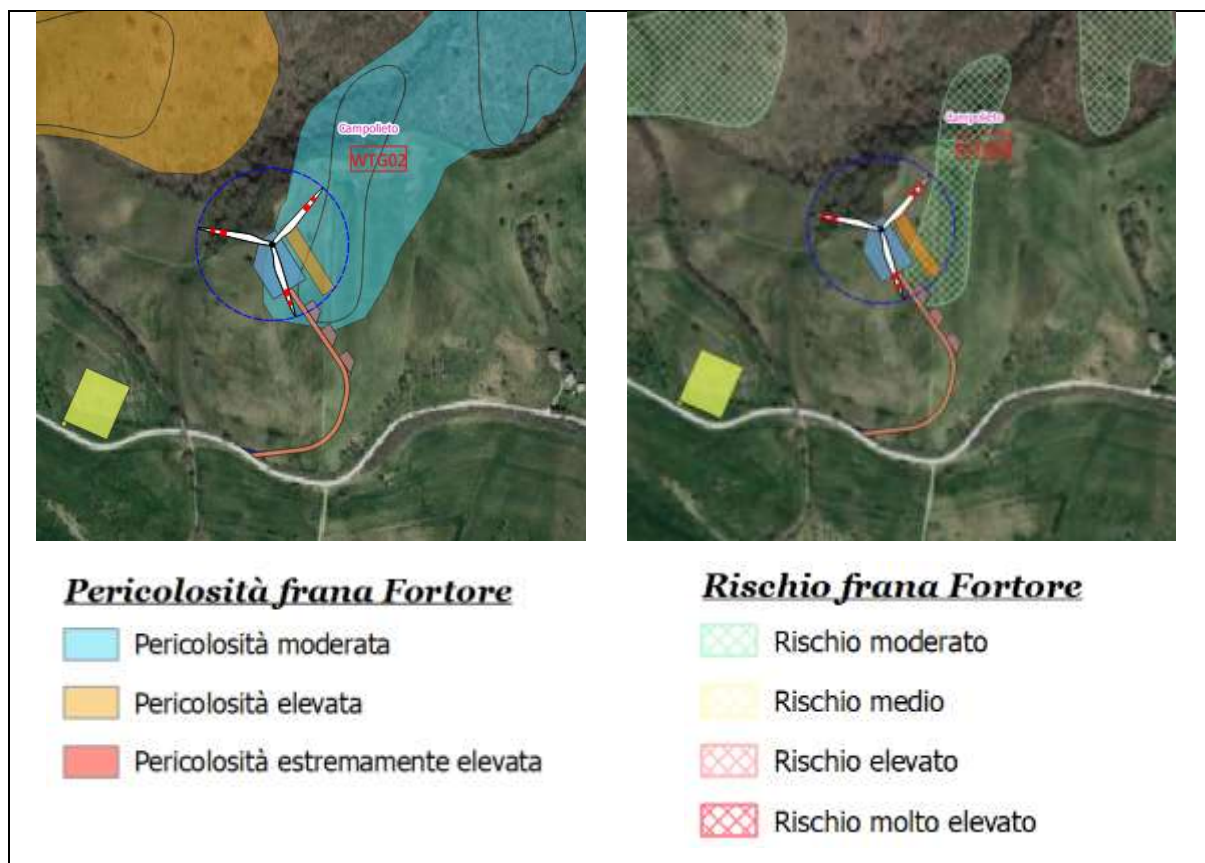 Campolieto
WTG02
Campolieto
Pericolosità frana Fortore
Pericolosità moderata
Pericolosità elevata
Pericolosità estremamente elevata
Rischio frana Fortore
Rischio moderato
Rischio medio
Rischio elevato
Rischio molto elevato